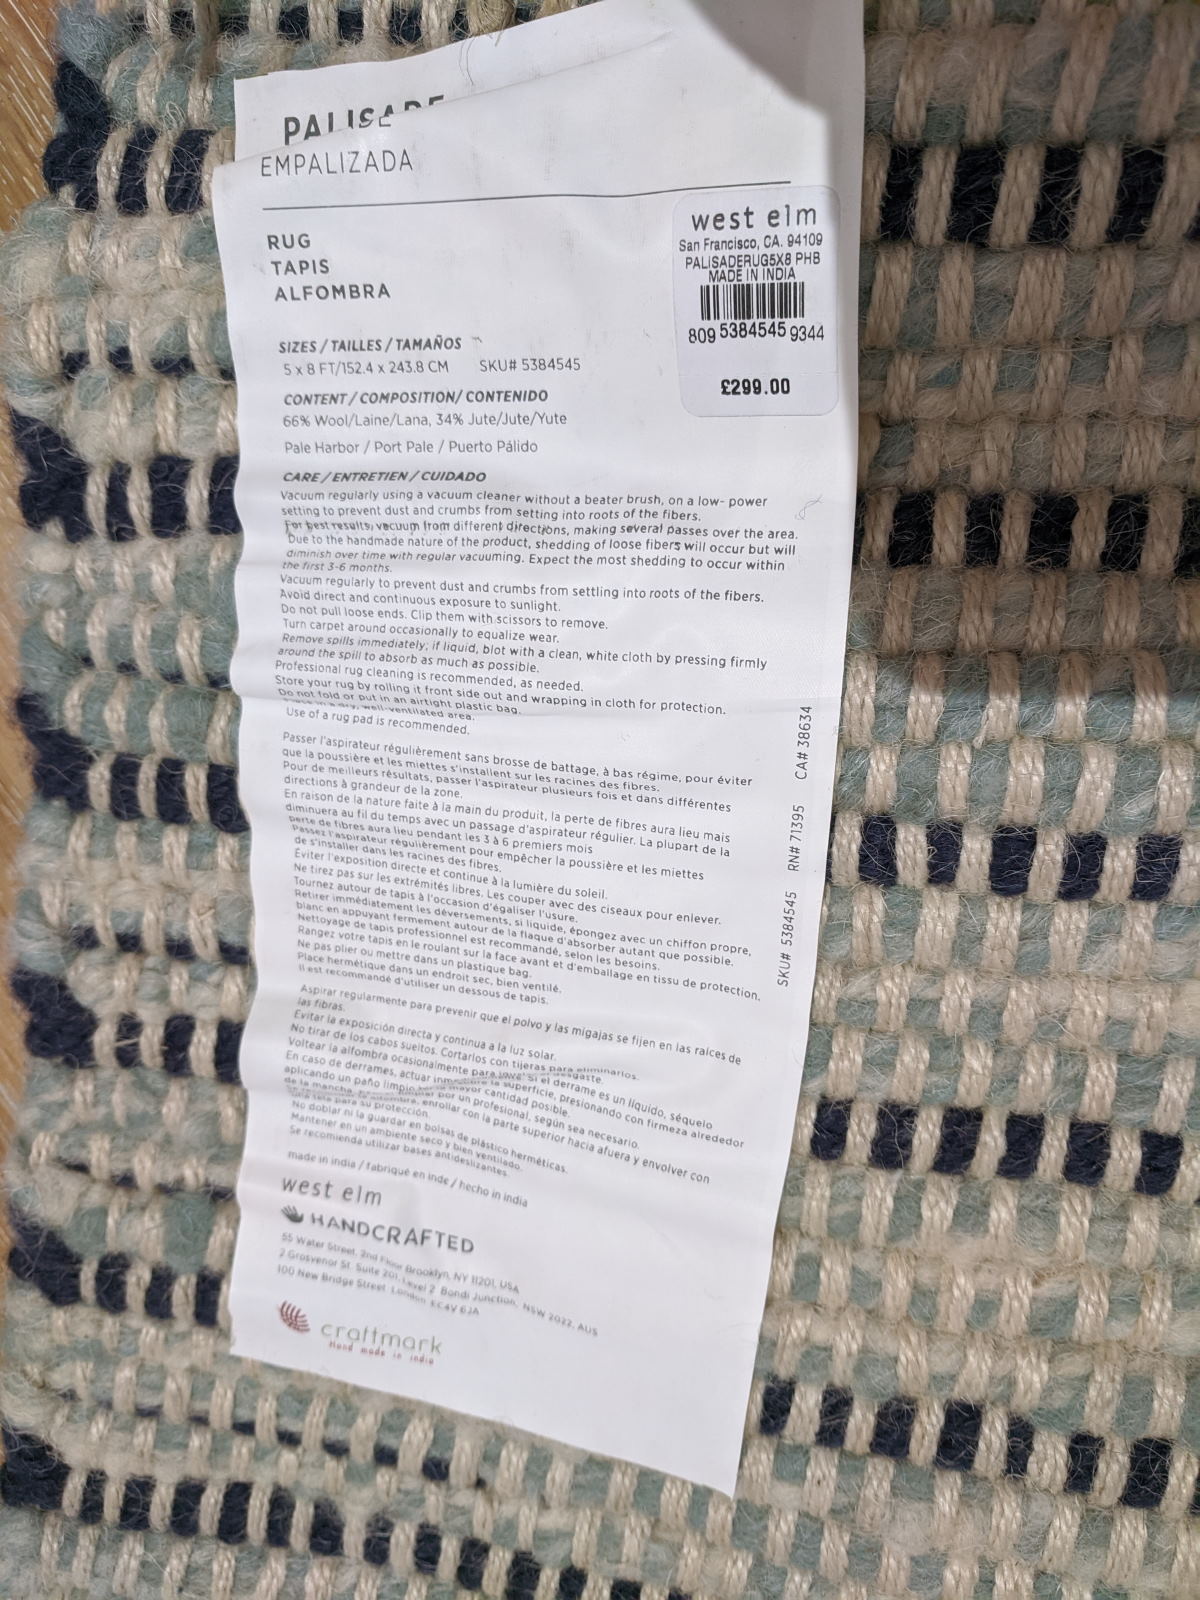 PALISADE
EMPALIZADA
RUG
TAPIS
ALFOMBRA
west elm
San Francisco, CA. 94109
PALISADERUG5X8 PHB
MADE IN INDIA
809 5384545 9344
£299.00
SIZES / TAILLES / TAMAÑOS
5 x 8 FT/152.4 x 243.8 CM SKU# 5384545
CONTENT / COMPOSITION/ CONTENIDO
66% Wool/Laine/Lana, 34% Jute/Jute/Yute
Pale Harbor / Port Pale / Puerto Pálido
CARE / ENTRETIEN / CUIDADO
Vacuum regularly using a vacuum cleaner without a beater brush, on a low- power
setting to prevent dust and crumbs from setting into roots of the fibers.
For best results, vacuum from different directions, making several passes over the area.
Due to the handmade nature of the product, shedding of loose fibers will occur but will
diminish over time with regular vacuuming. Expect the most shedding to occur within
the first 3-6 months.
Vacuum regularly to prevent dust and crumbs from settling into roots of the fibers.
Avoid direct and continuous exposure to sunlight.
Do not pull loose ends. Clip them with scissors to remove.
Turn carpet around occasionally to equalize wear.
Remove spills immediately; if liquid, blot with a clean, white cloth by pressing firmly
around the spill to absorb as much as possible.
Professional rug cleaning is recommended, as needed.
Store your rug by rolling it front side out and wrapping in cloth for protection.
Do not fold or put in an airtight plastic bag.
well-ventilated area.
Use of a rug pad is recommended.
Passer l'aspirateur régulièrement sans brosse de battage, à bas régime, pour éviter
que la poussière et les miettes s'installent sur les racines des fibres.
Pour de meilleurs résultats, passer l'aspirateur plusieurs fois et dans différentes
directions à grandeur de la zone.
En raison de la nature faite à la main du produit, la perte de fibres aura lieu mais
diminuera au fil du temps avec un passage d'aspirateur régulier. La plupart de la
perte de fibres aura lieu pendant les 3 à 6 premiers mois
Passez l'aspirateur régulièrement pour empêcher la poussière et les miettes
de s'installer dans les racines des fibres.
Éviter l'exposition directe et continue à la lumière du soleil.
Ne tirez pas sur les extrémités libres. Les couper avec des ciseaux pour enlever.
Tournez autour de tapis à l'occasion d'égaliser l'usure.
Retirer immédiatement les déversements, si liquide, épongez avec un chiffon propre,
blanc en appuyant fermement autour de la flaque d'absorber autant que possible.
Nettoyage de tapis professionnel est recommandé, selon les besoins.
Rangez votre tapis en le roulant sur la face avant et d'emballage en tissu de protection.
Ne pas plier ou mettre dans un plastique bag.
Place hermétique dans un endroit sec, bien ventilé.
Il est recommandé d'utiliser un dessous de tapis.
Aspirar regularmente para prevenir que el polvo y las migajas se fijen en las raíces de
las fibras.
Evitar la exposición directa y continua a la luz solar.
No tirar de los cabos sueltos. Cortarlos con tijeras para eliminarlos.
Voltear la alfombra ocasionalmente para desgaste.
En caso de derrames, actuar Si el derrame es un líquido, séquelo
aplicando un paño limpio la superficie, presionando con firmeza alrededor
de la mancha, mayor cantidad posible.
por un profesional, según sea necesario.
enrollar con la parte superior hacia afuera y envolver con
una tela para su protección.
No doblar ni la guardar en bolsas de plástico herméticas.
Mantener en un ambiente seco y bien ventilado.
Se recomienda utilizar bases antideslizantes.
made in india / fabriqué en inde / hecho in india
west elm
HANDCRAFTED
55 Water Street, 2nd Floor Brooklyn, NY 11201, USA
2 Grosvenor St. Suite 201, Level 2 Bondi Junction, NSW 2022, AUS
100 New Bridge Street London EC4V 6JA
craftmark
Hand made in india
SKU# 5384545 RN# 71395 CA# 38634